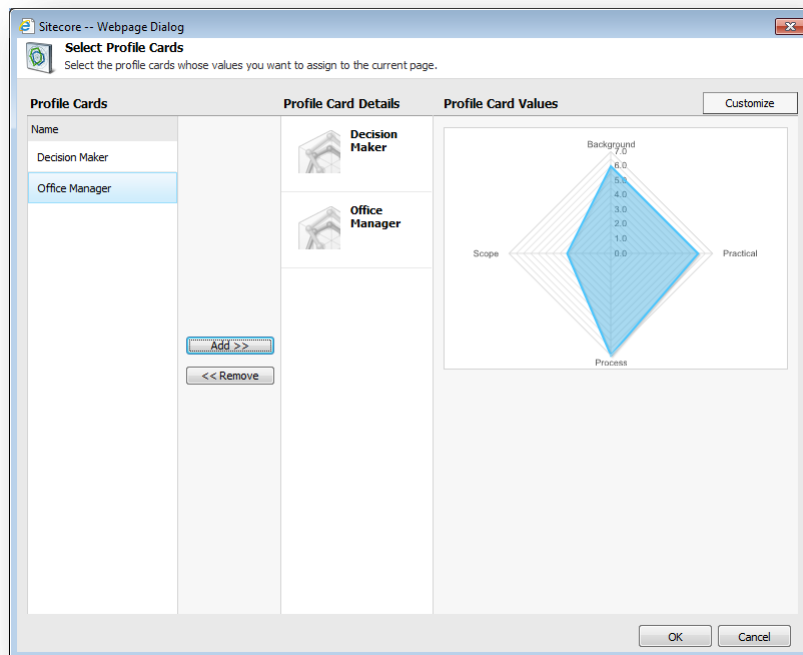 Sitecore -- Webpage Dialog
Select Profile Cards
Select the profile cards whose values you want to assign to the current page.
Profile Cards
Profile Card Details
Profile Card Values
Customize
Name
Decision Maker
Office Manager
Add >>
<< Remove
Decision
Maker
Office
Manager
Background
7.0
6.0
5.0
4.0
3.0
2.0
1.0
0.0
Scope
Practical
Process
OK
Cancel